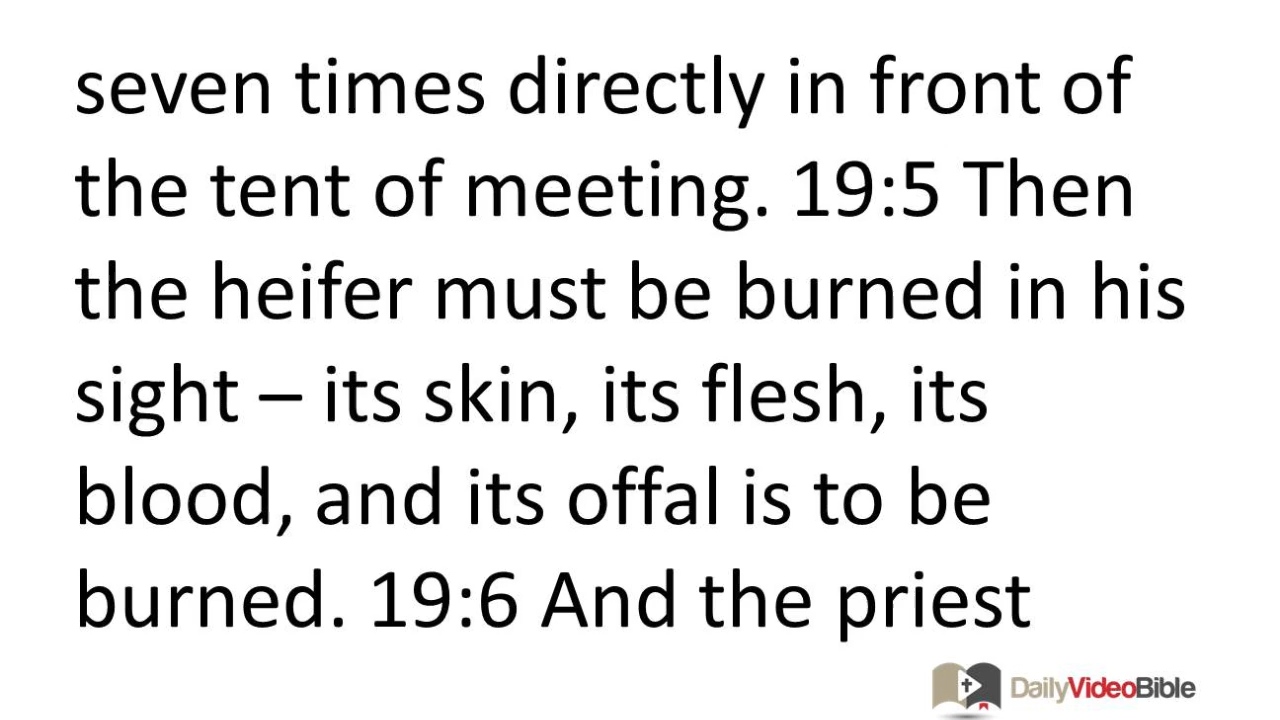 seven times directly in front of
the tent of meeting. 19:5 Then
the heifer must be burned in his
sight – its skin, its flesh, its
blood, and its offal is to be
burned. 19:6 And the priest
DailyVideoBible